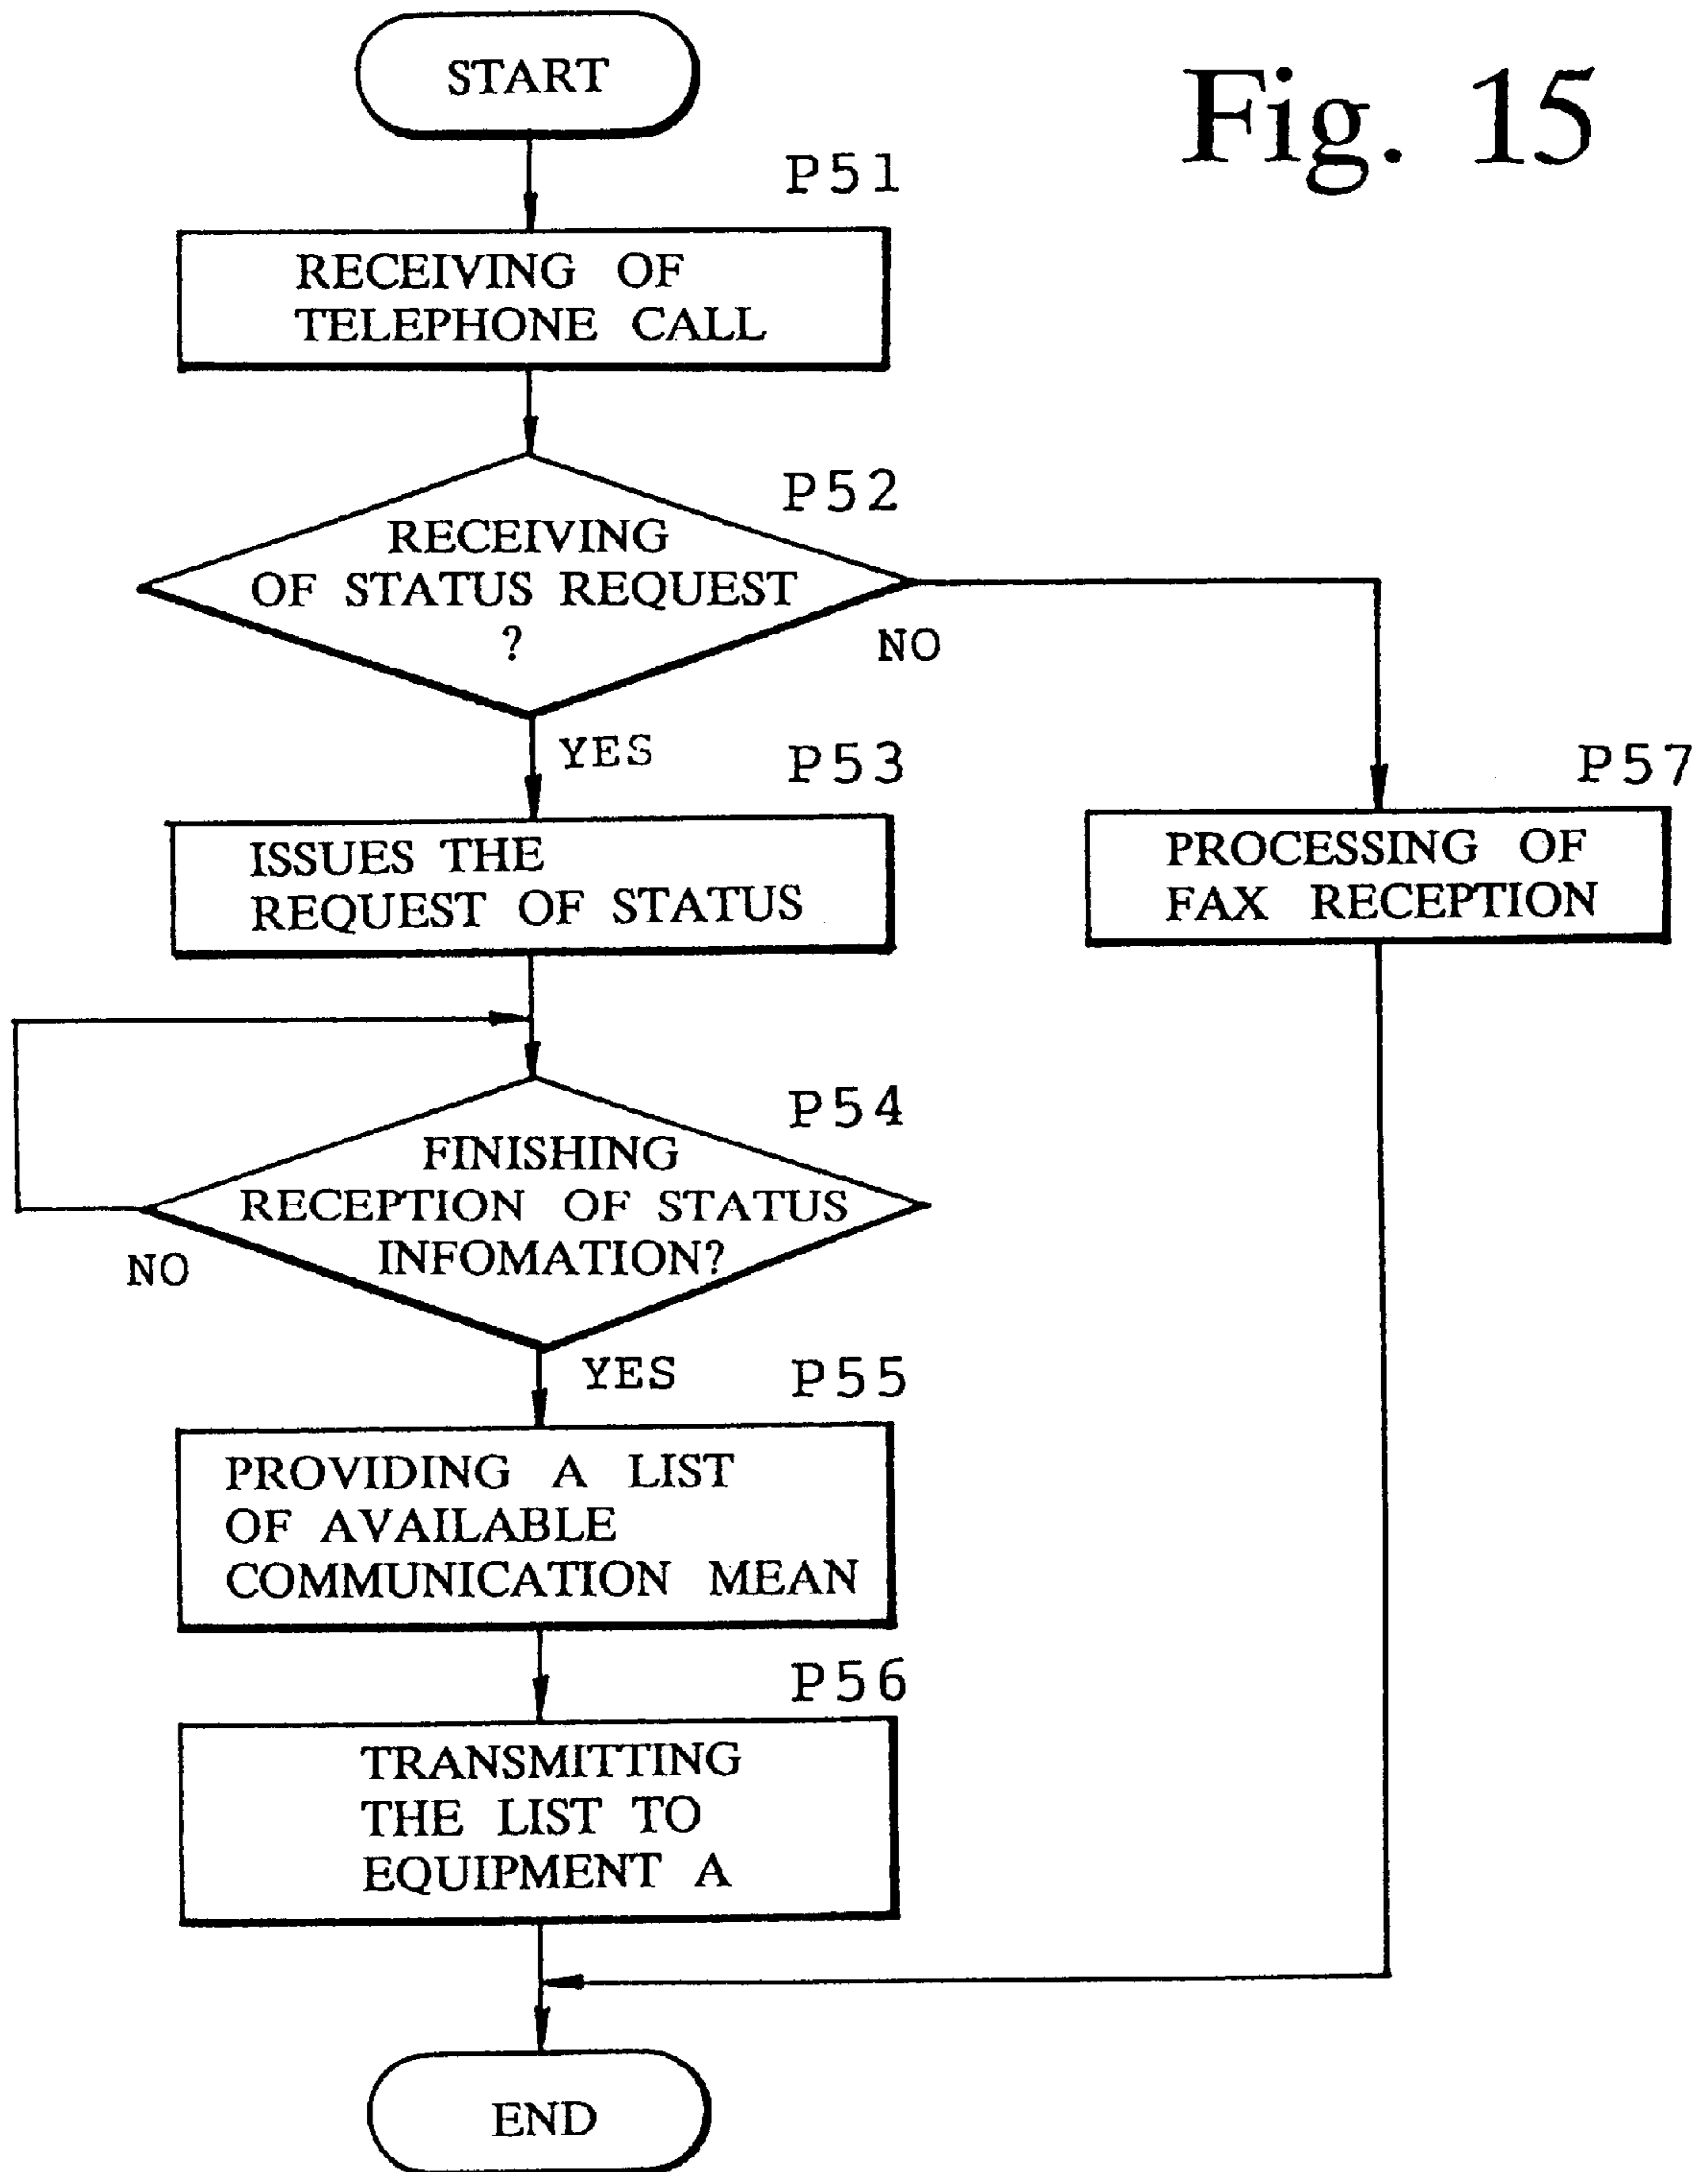 START
Fig. 15
P51
RECEIVING OF
TELEPHONE CALL
P52
RECEIVING
OF STATUS REQUEST
?
NO
YES
P53
ISSUES THE
REQUEST OF STATUS
P57
PROCESSING OF
FAX RECEPTION
P54
FINISHING
RECEPTION OF STATUS
INFOMATION?
NO
YES
P55
PROVIDING A LIST
OF AVAILABLE
COMMUNICATION MEAN
P56
TRANSMITTING
THE LIST TO
EQUIPMENT A
END